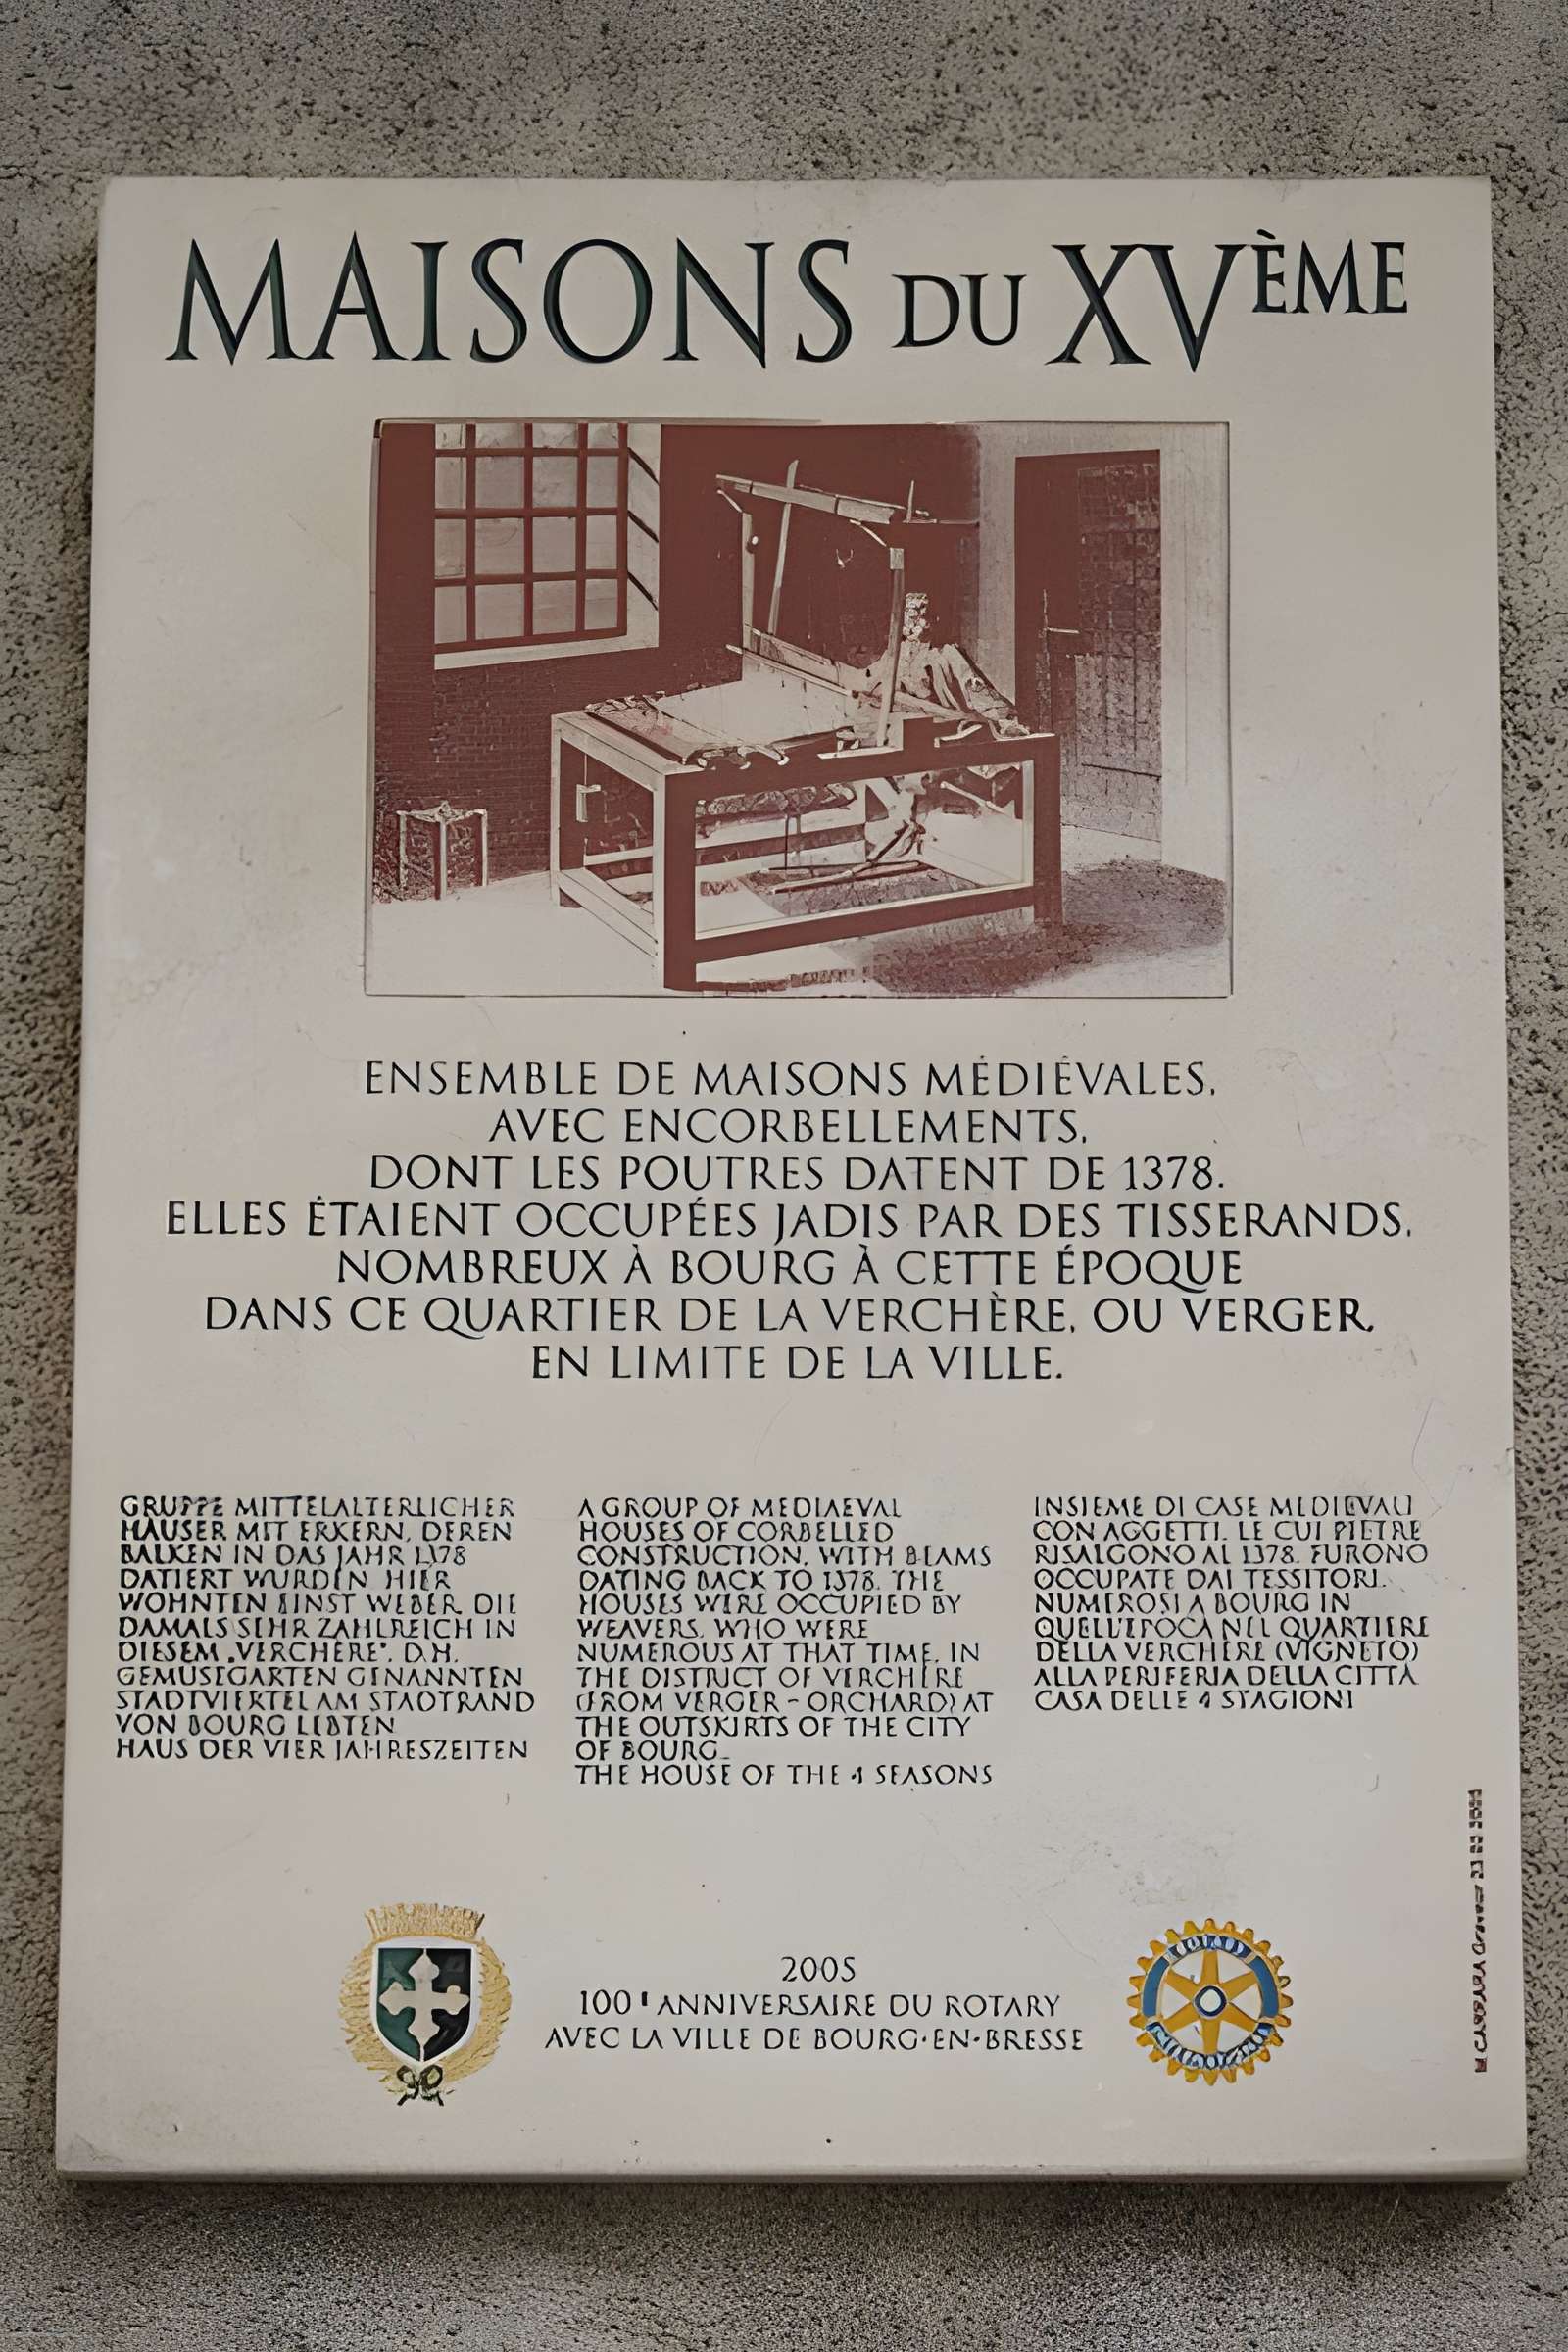 MAISONS DU XVÈME
ENSEMBLE DE MAISONS MÉDIÉVALES,
AVEC ENCORBELLEMENTS,
DONT LES POUTRES DATENT DE 1378.
ELLES ÉTAIENT OCCUPÉES JADIS PAR DES TISSERANDS,
NOMBREUX À BOURG À CETTE ÉPOQUE
DANS CE QUARTIER DE LA VERCHÈRE, OU VERGER,
EN LIMITE DE LA VILLE.
GRUPPE MITTELALTERLICHER
HÄUSER MIT ERKERN, DEREN
BALKEN IN DAS JAHR 1378
DATIERT WURDEN. HIER
WOHNTEN EINST WEBER, DIE
DAMALS SEHR ZAHLREICH IN
DIESEM „VERCHÈRE", D.H.
GEMÜSEGARTEN GENANNTEN
STADTVIERTEL AM STADTRAND
VON BOURG LEBTEN
HAUS DER VIER JAHRESZEITEN
A GROUP OF MEDIAEVAL
HOUSES OF CORBELLED
CONSTRUCTION, WITH BEAMS
DATING BACK TO 1378. THE
HOUSES WERE OCCUPIED BY
WEAVERS, WHO WERE
NUMEROUS AT THAT TIME, IN
THE DISTRICT OF VERCHÈRE
(FROM VERGER - ORCHARD) AT
THE OUTSKIRTS OF THE CITY
OF BOURG.
THE HOUSE OF THE 4 SEASONS
INSIEME DI CASE MEDIEVALI
CON AGGETTI, LE CUI PIETRE
RISALGONO AL 1378. FURONO
OCCUPATE DAI TESSITORI,
NUMEROSI A BOURG IN
QUELL'EPOCA NEL QUARTIERE
DELLA VERCHÈRE (VIGNETO)
ALLA PERIFERIA DELLA CITTÀ
CASA DELLE 4 STAGIONI
2005
100E ANNIVERSAIRE DU ROTARY
AVEC LA VILLE DE BOURG·EN·BRESSE